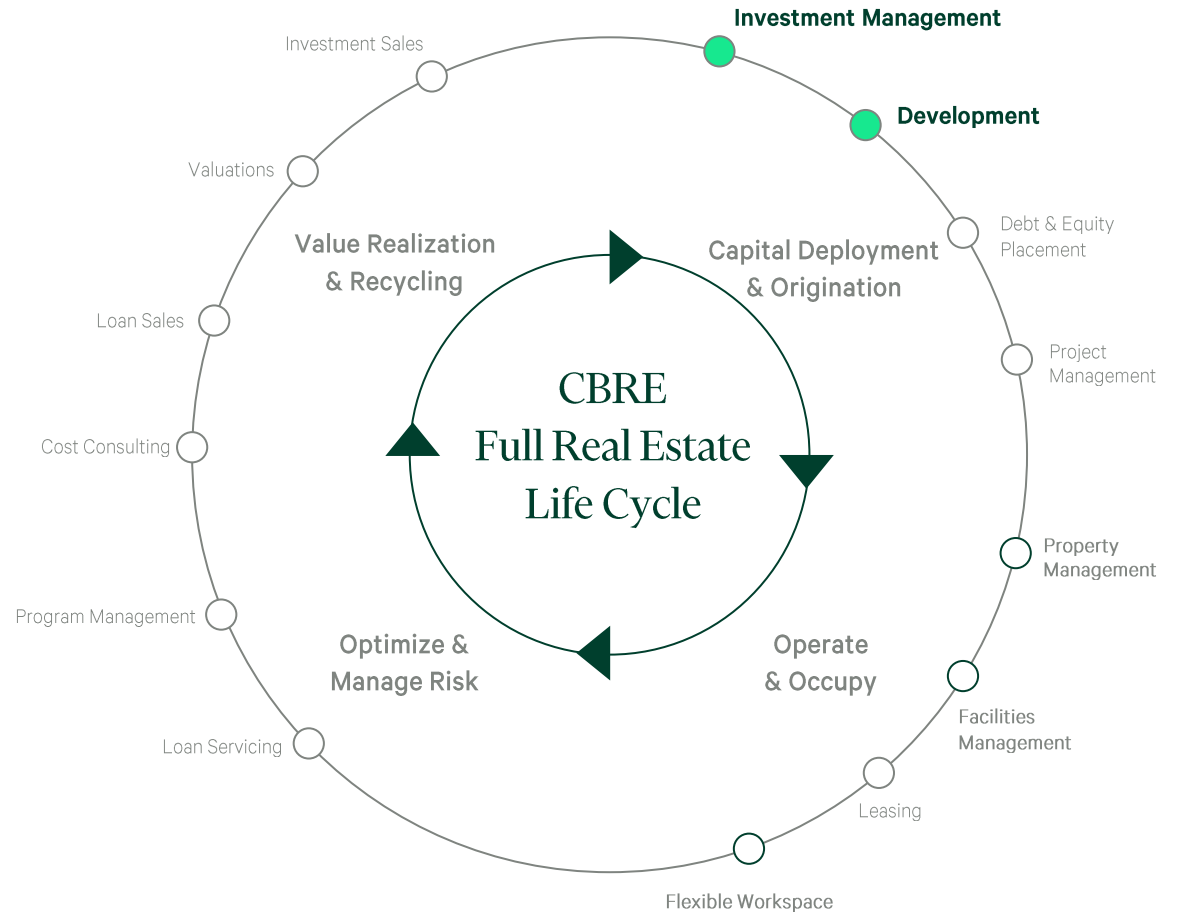 Investment Management
Development
Debt & Equity
Placement
Project
Management
Property
Management
Facilities
Management
Leasing
Flexible Workspace
Loan Servicing
Program Management
Cost Consulting
Loan Sales
Valuations
Investment Sales
Value Realization
& Recycling
Capital Deployment
& Origination
CBRE
Full Real Estate
Life Cycle
Optimize &
Manage Risk
Operate
& Occupy